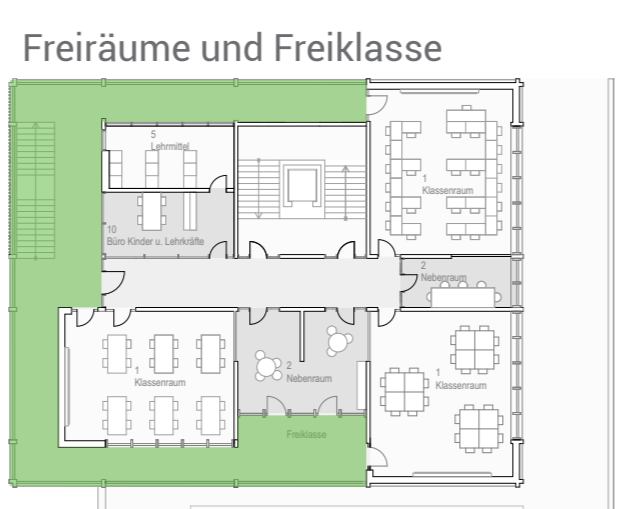 Freiräume und Freiklasse
5
Lehrmittel
1
Klassenraum
10
Büro Kinder u. Lehrkräfte
2
Nebenraum
1
Klassenraum
2
Nebenraum
1
Klassenraum
Freiklasse